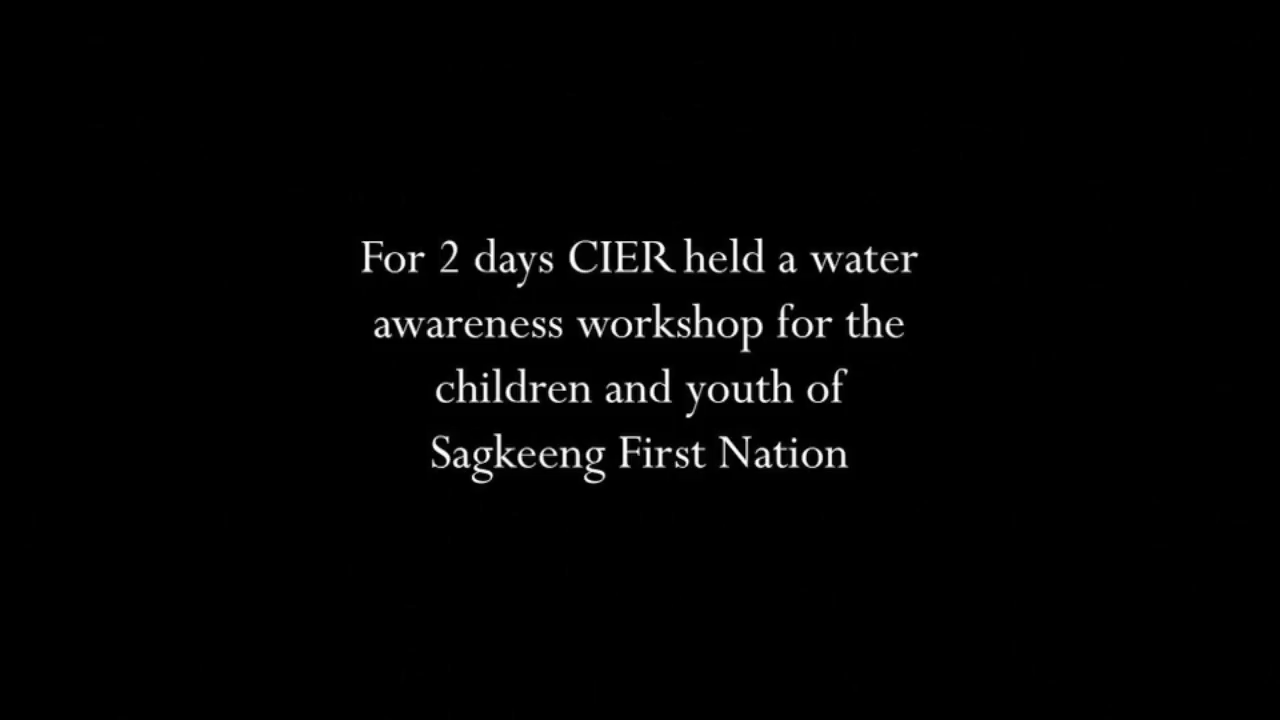 For 2 days CIER held a water
awareness workshop for the
children and youth of
Sagkeeng First Nation